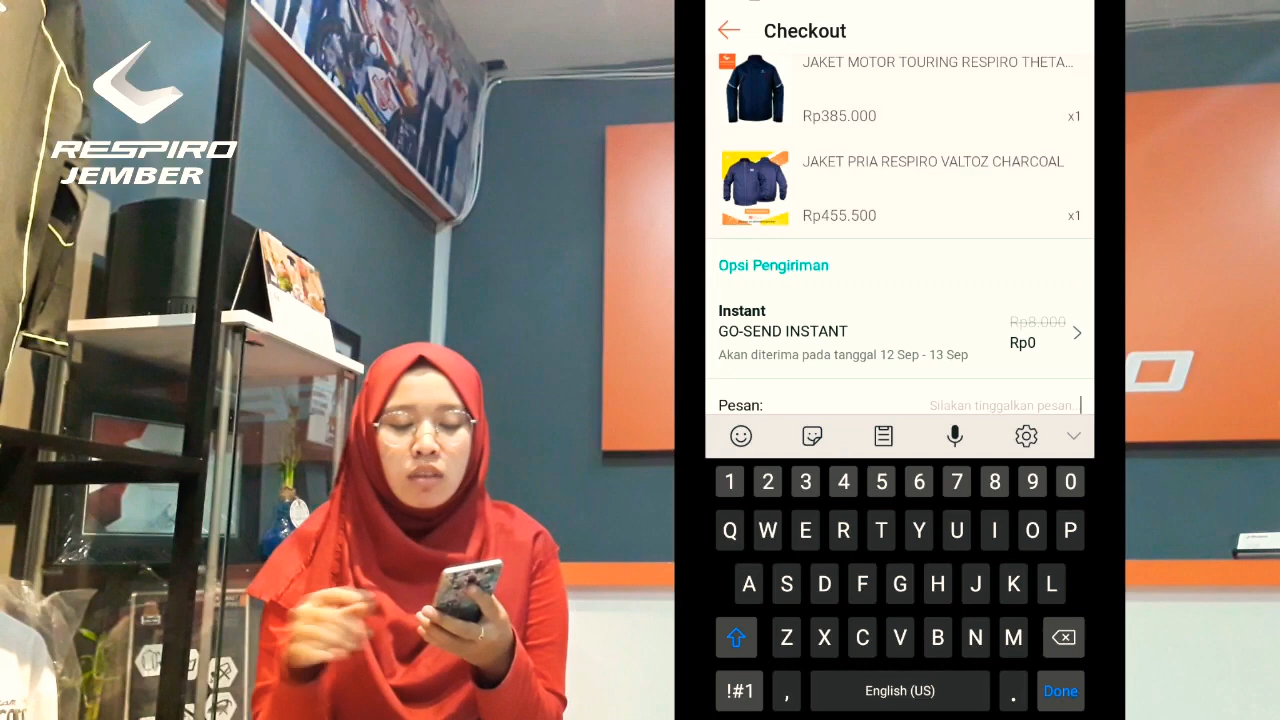 RESPIRO
JEMBER
Checkout
JAKET MOTOR TOURING RESPIRO THETA...
Rp385.000
x1
JAKET PRIA RESPIRO VALTOZ CHARCOAL
Rp455.500
x1
Opsi Pengiriman
Instant
GO-SEND INSTANT
Rp8.000
Rp0
Akan diterima pada tanggal 12 Sep - 13 Sep
Pesan:
Silakan tinggalkan pesan..
1 2 3 4 5 6 7 8 9 0
Q W E R T Y U I O P
A S D F G H J K L
Z X C V B N M
!#1 , English (US) . Done